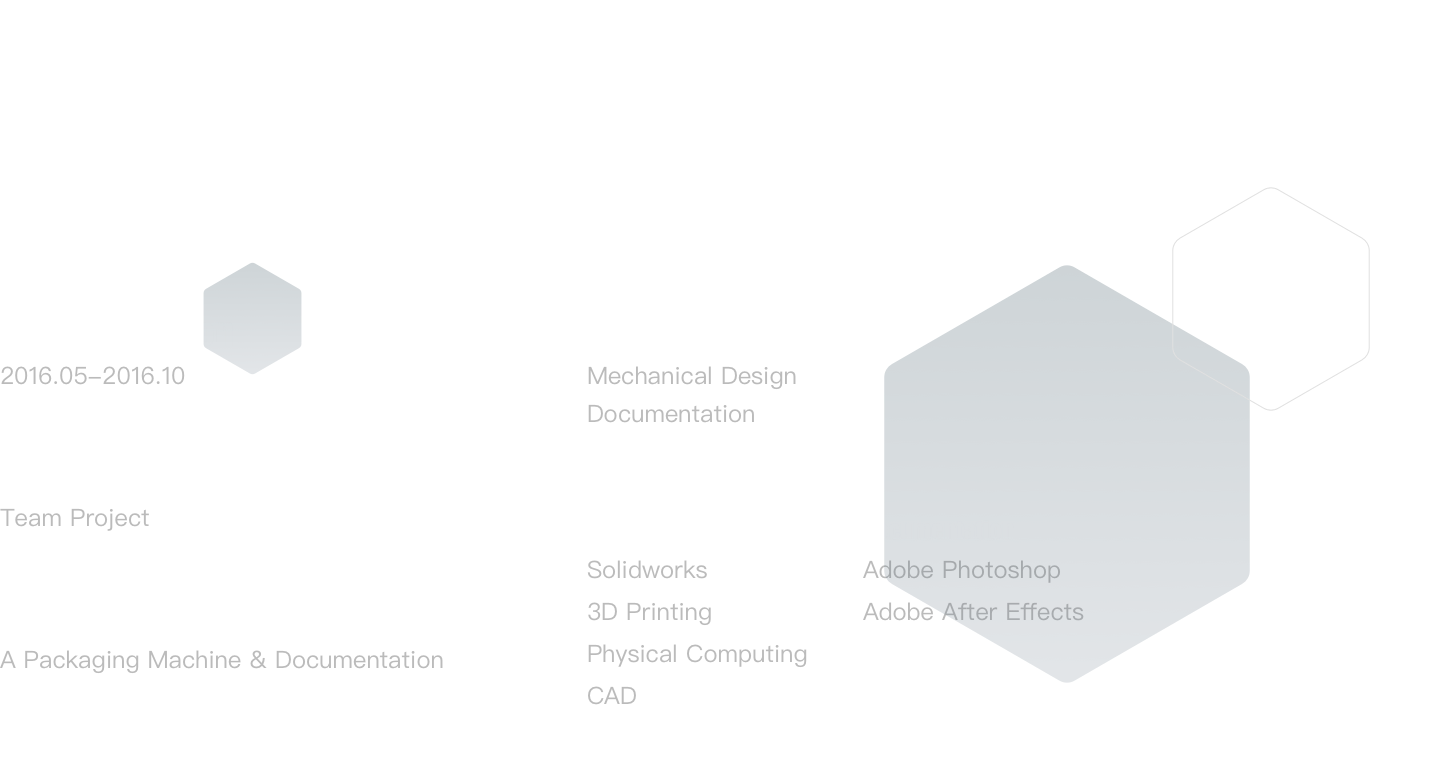 2016.05–2016.10
Team Project
A Packaging Machine & Documentation
Mechanical Design
Documentation
Solidworks
3D Printing
Physical Computing
CAD
Adobe Photoshop
Adobe After Effects